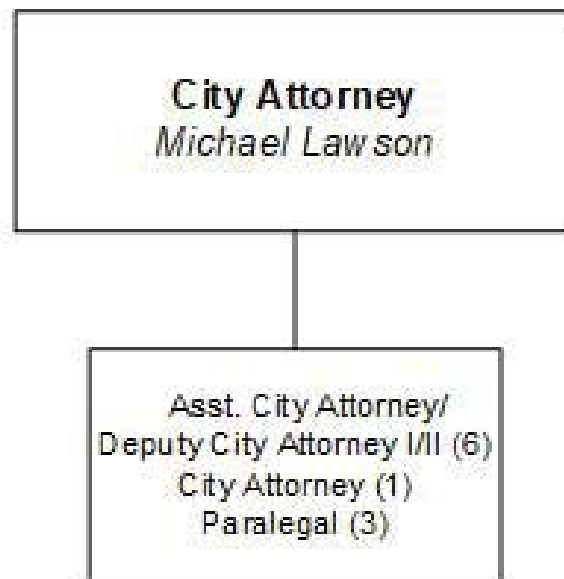 City Attorney
Michael Lawson
Asst. City Attorney/
Deputy City Attorney I/II (6)
City Attorney (1)
Paralegal (3)